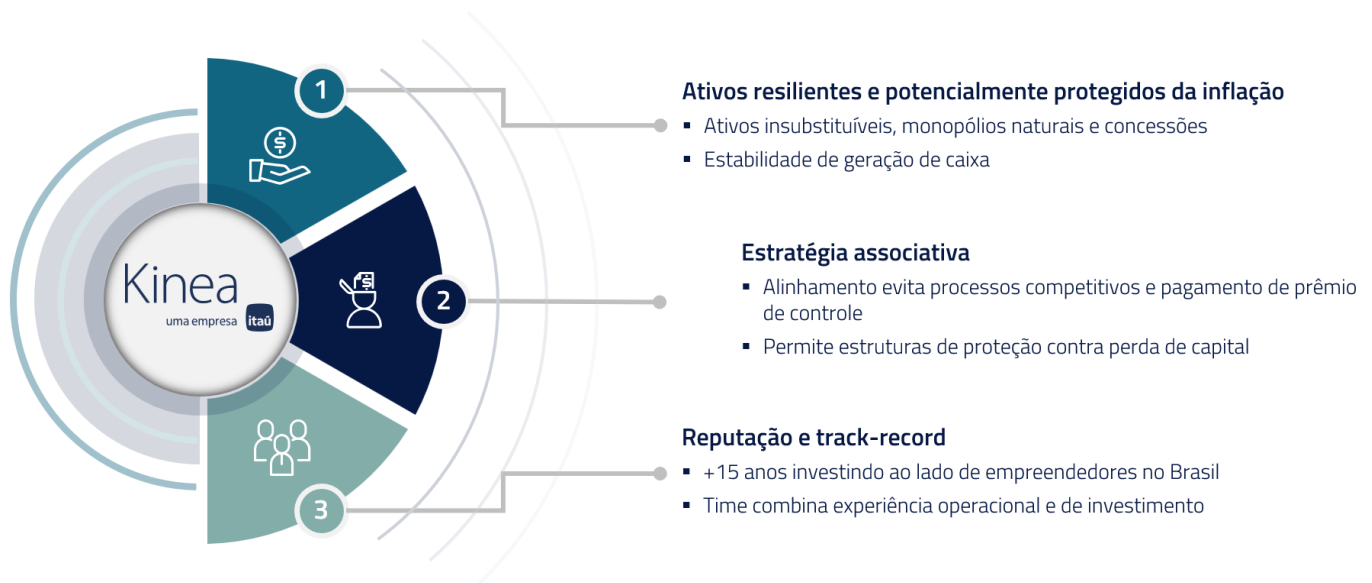 1
Ativos resilientes e potencialmente protegidos da inflação
▪ Ativos insubstituíveis, monopólios naturais e concessões
▪ Estabilidade de geração de caixa
$
Kinea
uma empresa itaú
$
2
Estratégia associativa
▪ Alinhamento evita processos competitivos e pagamento de prêmio
de controle
▪ Permite estruturas de proteção contra perda de capital
3
Reputação e track-record
▪ +15 anos investindo ao lado de empreendedores no Brasil
▪ Time combina experiência operacional e de investimento